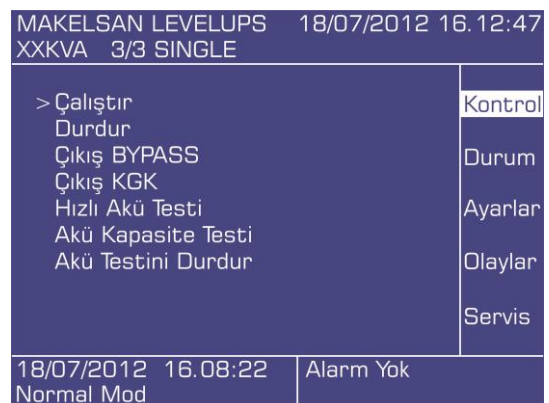 MAKELSAN LEVELUPS 18/07/2012 16.12:47
XXKVA 3/3 SINGLE
> Çalıştır
Durdur
Çıkış BYPASS
Çıkış KGK
Hızlı Akü Testi
Akü Kapasite Testi
Akü Testini Durdur
Kontrol
Durum
Ayarlar
Olaylar
Servis
18/07/2012 16.08:22
Normal Mod
Alarm Yok